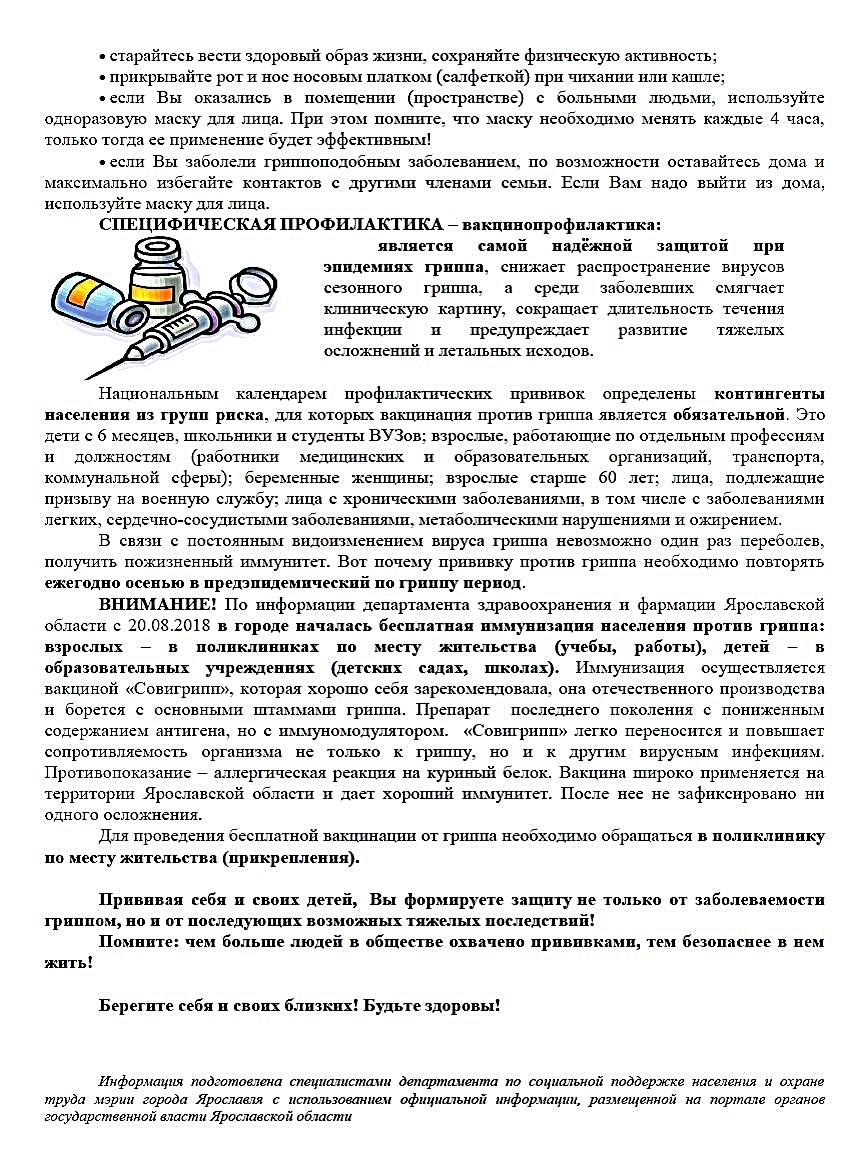 • старайтесь вести здоровый образ жизни, сохраняйте физическую активность;
• прикрывайте рот и нос носовым платком (салфеткой) при чихании или кашле;
• если Вы оказались в помещении (пространстве) с больными людьми, используйте
одноразовую маску для лица. При этом помните, что маску необходимо менять каждые 4 часа,
только тогда ее применение будет эффективным!
• если Вы заболели гриппоподобным заболеванием, по возможности оставайтесь дома и
максимально избегайте контактов с другими членами семьи. Если Вам надо выйти из дома,
используйте маску для лица.
СПЕЦИФИЧЕСКАЯ ПРОФИЛАКТИКА – вакцинопрофилактика:
является самой надёжной защитой при
эпидемиях гриппа, снижает распространение вирусов
сезонного гриппа, а среди заболевших смягчает
клиническую картину, сокращает длительность течения
инфекции и предупреждает развитие тяжелых
осложнений и летальных исходов.
Национальным календарем профилактических прививок определены контингенты
населения из групп риска, для которых вакцинация против гриппа является обязательной. Это
дети с 6 месяцев, школьники и студенты ВУЗов; взрослые, работающие по отдельным профессиям
и должностям (работники медицинских и образовательных организаций, транспорта,
коммунальной сферы); беременные женщины; взрослые старше 60 лет; лица, подлежащие
призыву на военную службу; лица с хроническими заболеваниями, в том числе с заболеваниями
легких, сердечно-сосудистыми заболеваниями, метаболическими нарушениями и ожирением.
В связи с постоянным видоизменением вируса гриппа невозможно один раз переболев,
получить пожизненный иммунитет. Вот почему прививку против гриппа необходимо повторять
ежегодно осенью в предэпидемический по гриппу период.
ВНИМАНИЕ! По информации департамента здравоохранения и фармации Ярославской
области с 20.08.2018 в городе началась бесплатная иммунизация населения против гриппа:
взрослых – в поликлиниках по месту жительства (учебы, работы), детей – в
образовательных учреждениях (детских садах, школах). Иммунизация осуществляется
вакциной «Совигрипп», которая хорошо себя зарекомендовала, она отечественного производства
и борется с основными штаммами гриппа. Препарат последнего поколения с пониженным
содержанием антигена, но с иммуномодулятором. «Совигрипп» легко переносится и повышает
сопротивляемость организма не только к гриппу, но и к другим вирусным инфекциям.
Противопоказание – аллергическая реакция на куриный белок. Вакцина широко применяется на
территории Ярославской области и дает хороший иммунитет. После нее не зафиксировано ни
одного осложнения.
Для проведения бесплатной вакцинации от гриппа необходимо обращаться в поликлинику
по месту жительства (прикрепления).
Прививая себя и своих детей, Вы формируете защиту не только от заболеваемости
гриппом, но и от последующих возможных тяжелых последствий!
Помните: чем больше людей в обществе охвачено прививками, тем безопаснее в нем
жить!
Берегите себя и своих близких! Будьте здоровы!
Информация подготовлена специалистами департамента по социальной поддержке населения и охране
труда мэрии города Ярославля с использованием официальной информации, размещенной на портале органов
государственной власти Ярославской области